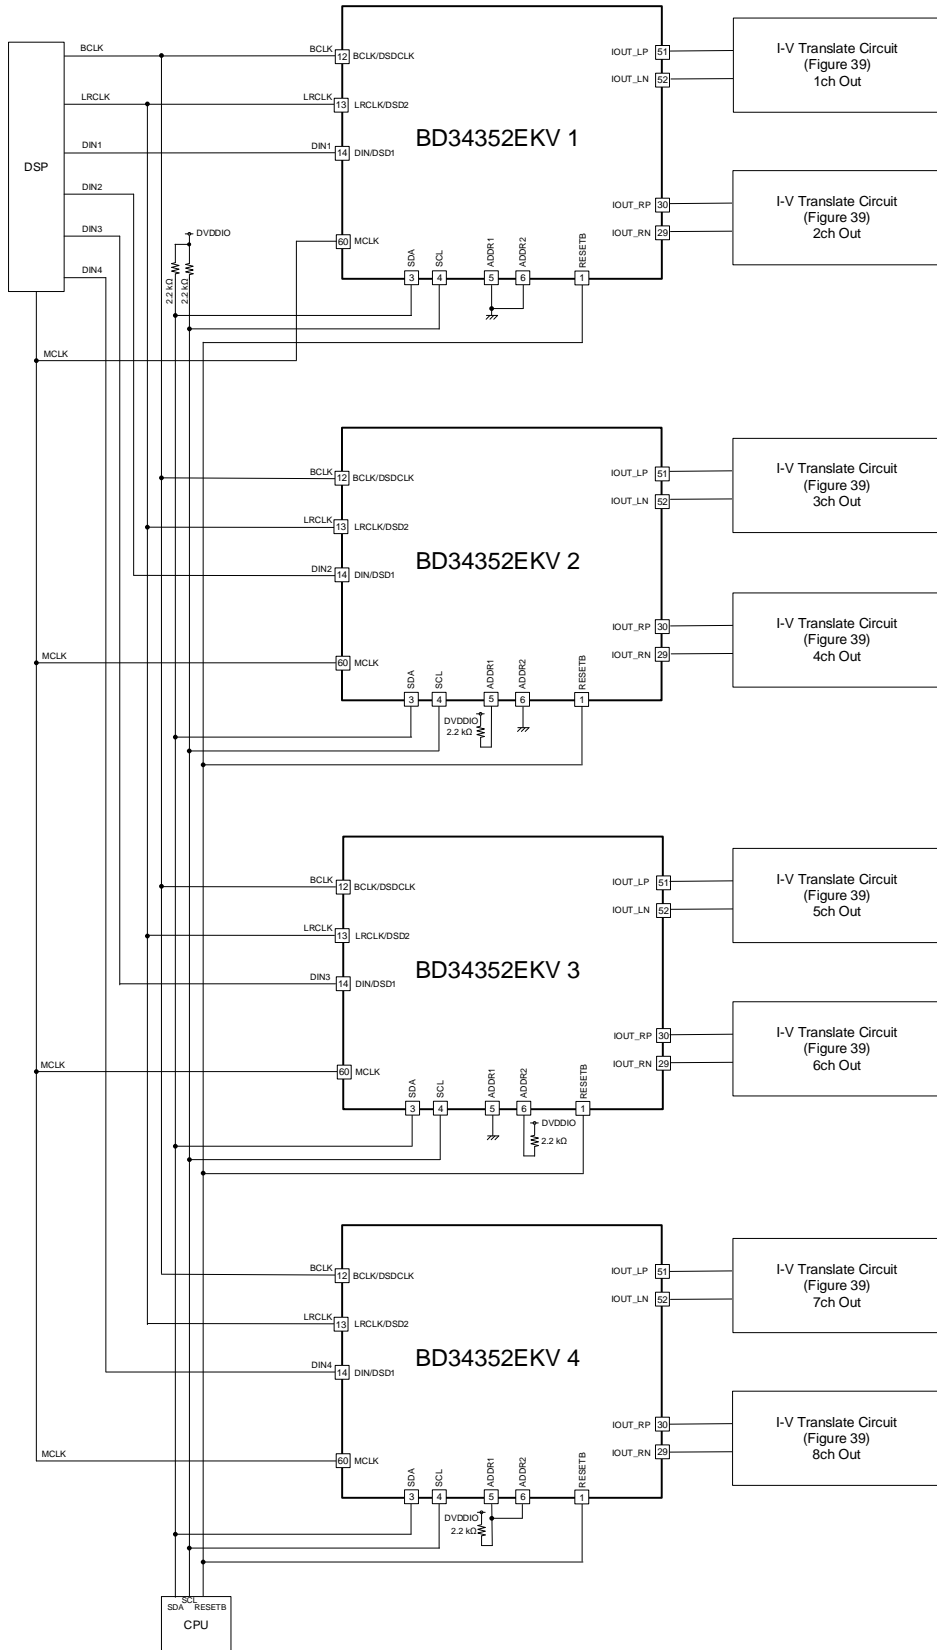 BCLK
BCLK
12
BCLK/DSDCLK
IOUT_LP
51
I-V Translate Circuit
(Figure 39)
1ch Out
IOUT_LN
52
LRCLK
LRCLK
13
LRCLK/DSD2
BD34352EKV 1
DSP
DIN1
DIN1
14
DIN/DSD1
DIN2
DIN3
DIN4
IOUT_RP
30
I-V Translate Circuit
(Figure 39)
2ch Out
IOUT_RN
29
DVDDIO
2.2 kΩ
2.2 kΩ
60
MCLK
SDA
SCL
ADDR1
ADDR2
RESETB
3
4
5
6
1
MCLK
BCLK
12
BCLK/DSDCLK
IOUT_LP
51
I-V Translate Circuit
(Figure 39)
3ch Out
IOUT_LN
52
LRCLK
13
LRCLK/DSD2
BD34352EKV 2
DIN2
14
DIN/DSD1
IOUT_RP
30
I-V Translate Circuit
(Figure 39)
4ch Out
IOUT_RN
29
MCLK
60
MCLK
SDA
SCL
ADDR1
ADDR2
RESETB
3
4
5
6
1
DVDDIO
2.2 kΩ
BCLK
12
BCLK/DSDCLK
IOUT_LP
51
I-V Translate Circuit
(Figure 39)
5ch Out
IOUT_LN
52
LRCLK
13
LRCLK/DSD2
BD34352EKV 3
DIN3
14
DIN/DSD1
IOUT_RP
30
I-V Translate Circuit
(Figure 39)
6ch Out
IOUT_RN
29
MCLK
60
MCLK
SDA
SCL
ADDR1
ADDR2
RESETB
3
4
5
6
1
DVDDIO
2.2 kΩ
BCLK
12
BCLK/DSDCLK
IOUT_LP
51
I-V Translate Circuit
(Figure 39)
7ch Out
IOUT_LN
52
LRCLK
13
LRCLK/DSD2
BD34352EKV 4
DIN4
14
DIN/DSD1
IOUT_RP
30
I-V Translate Circuit
(Figure 39)
8ch Out
IOUT_RN
29
MCLK
60
MCLK
SDA
SCL
ADDR1
ADDR2
RESETB
3
4
5
6
1
DVDDIO
2.2 kΩ
SCL
SDA
RESETB
CPU